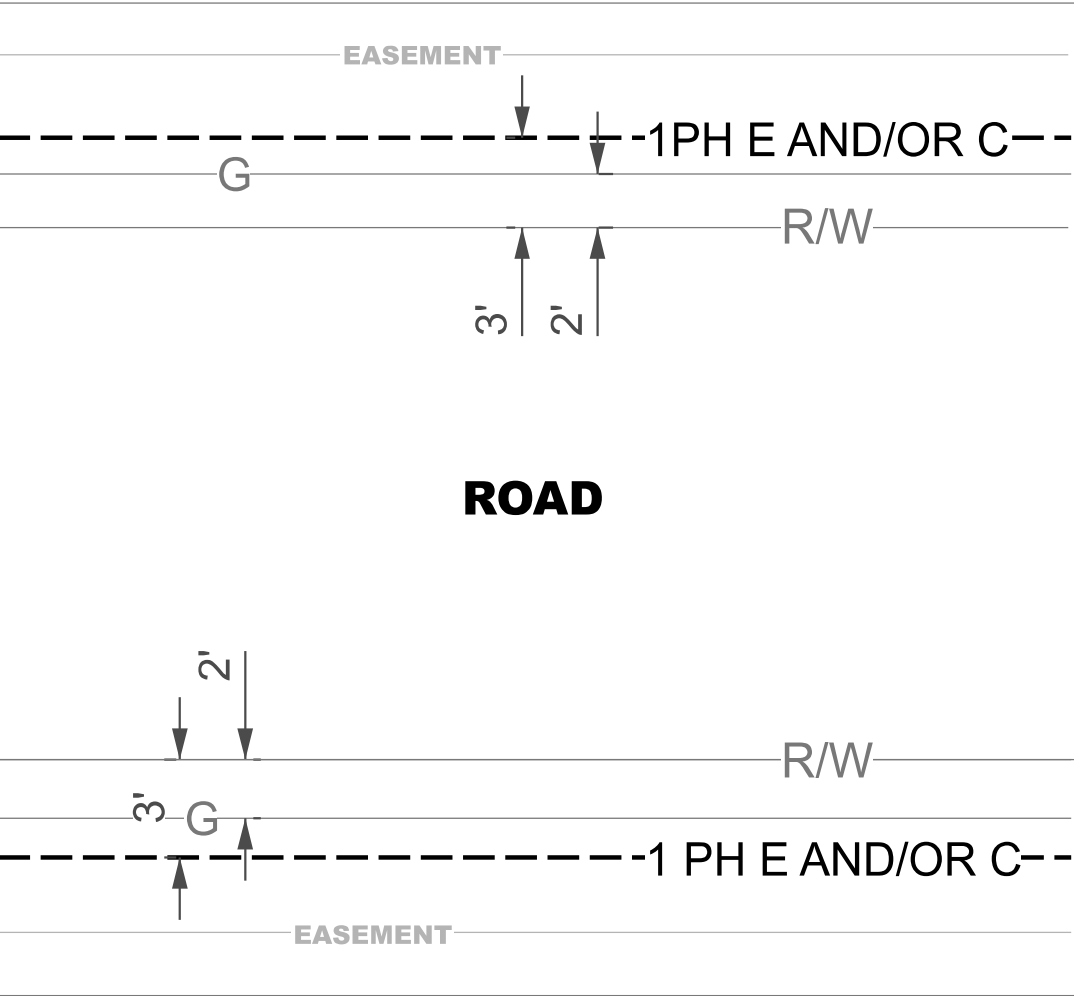 EASEMENT
1PH E AND/OR C
G
R/W
3'
2'
ROAD
2'
R/W
3'
G
1 PH E AND/OR C
EASEMENT